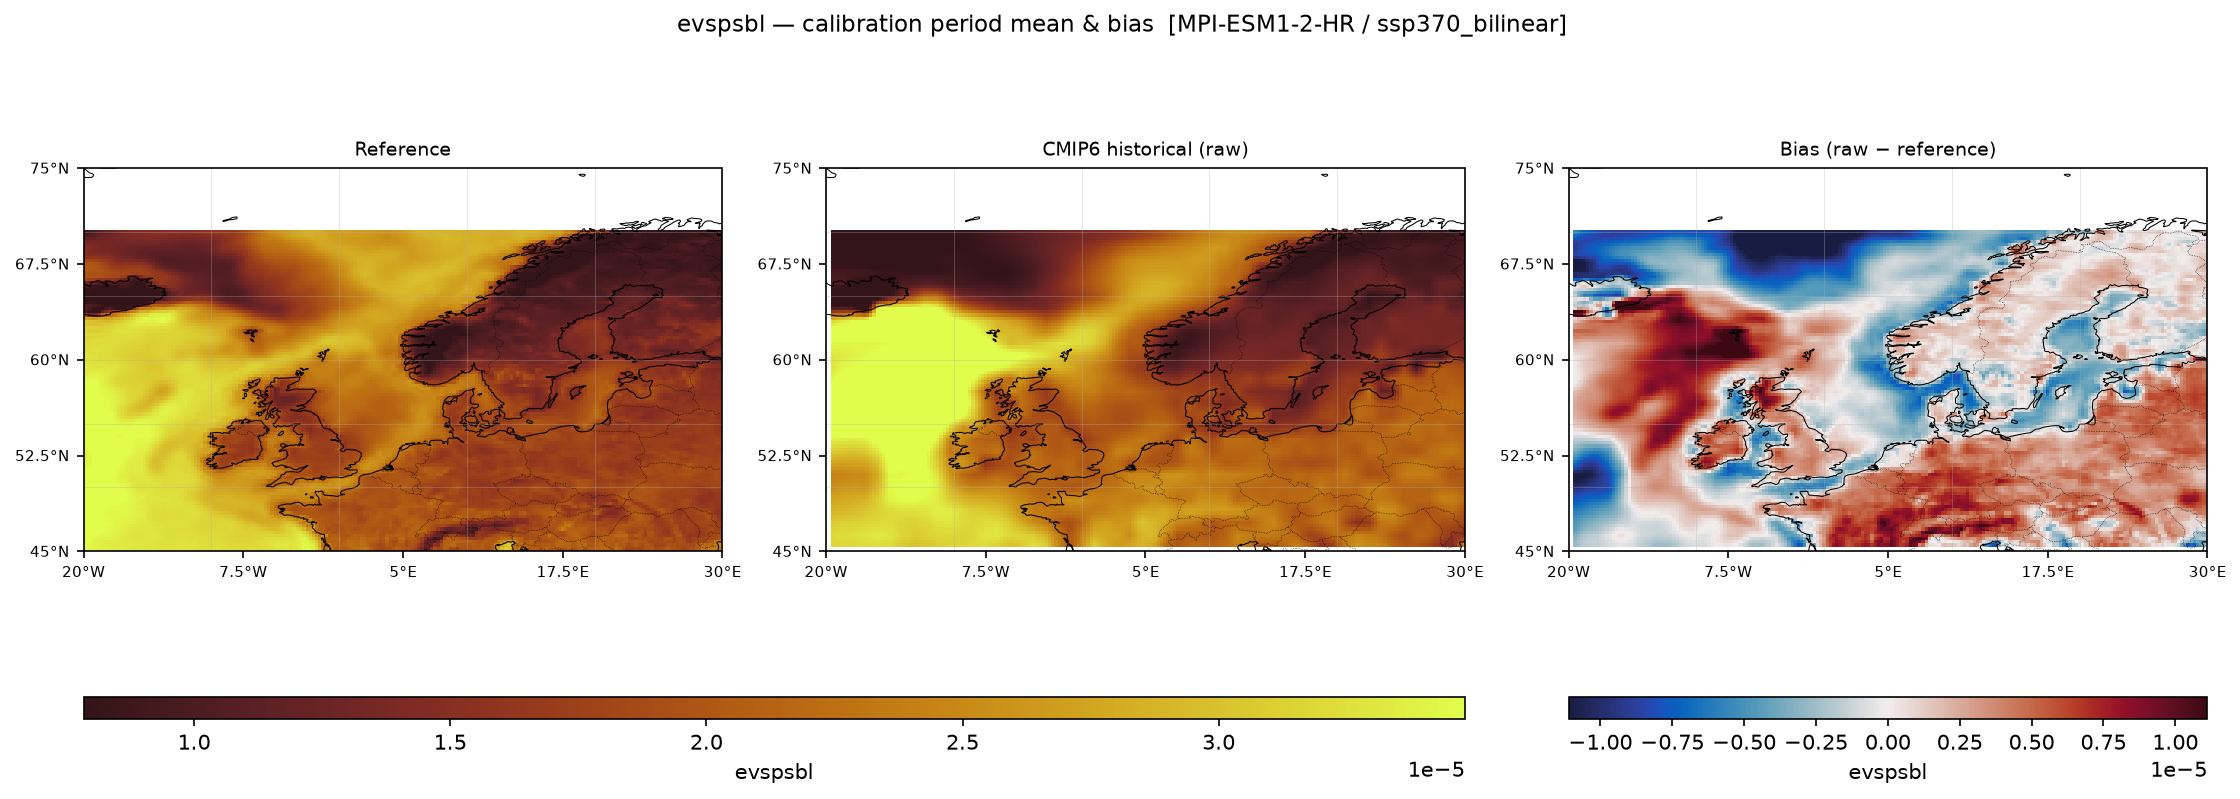 evspsbl — calibration period mean & bias  [MPI-ESM1-2-HR / ssp370_bilinear]
Reference
CMIP6 historical (raw)
Bias (raw − reference)
75°N
67.5°N
60°N
52.5°N
45°N
20°W 7.5°W 5°E 17.5°E 30°E
75°N
67.5°N
60°N
52.5°N
45°N
20°W 7.5°W 5°E 17.5°E 30°E
75°N
67.5°N
60°N
52.5°N
45°N
20°W 7.5°W 5°E 17.5°E 30°E
1.0 1.5 2.0 2.5 3.0
evspsbl
1e−5
−1.00 −0.75 −0.50 −0.25 0.00 0.25 0.50 0.75 1.00
evspsbl
1e−5